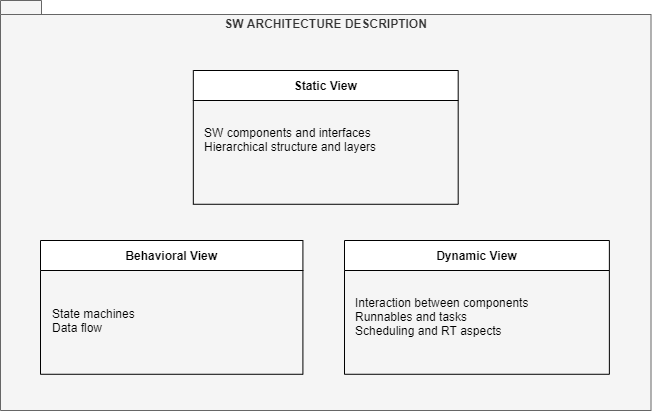 SW ARCHITECTURE DESCRIPTION
Static View
SW components and interfaces
Hierarchical structure and layers
Behavioral View
State machines
Data flow
Dynamic View
Interaction between components
Runnables and tasks
Scheduling and RT aspects